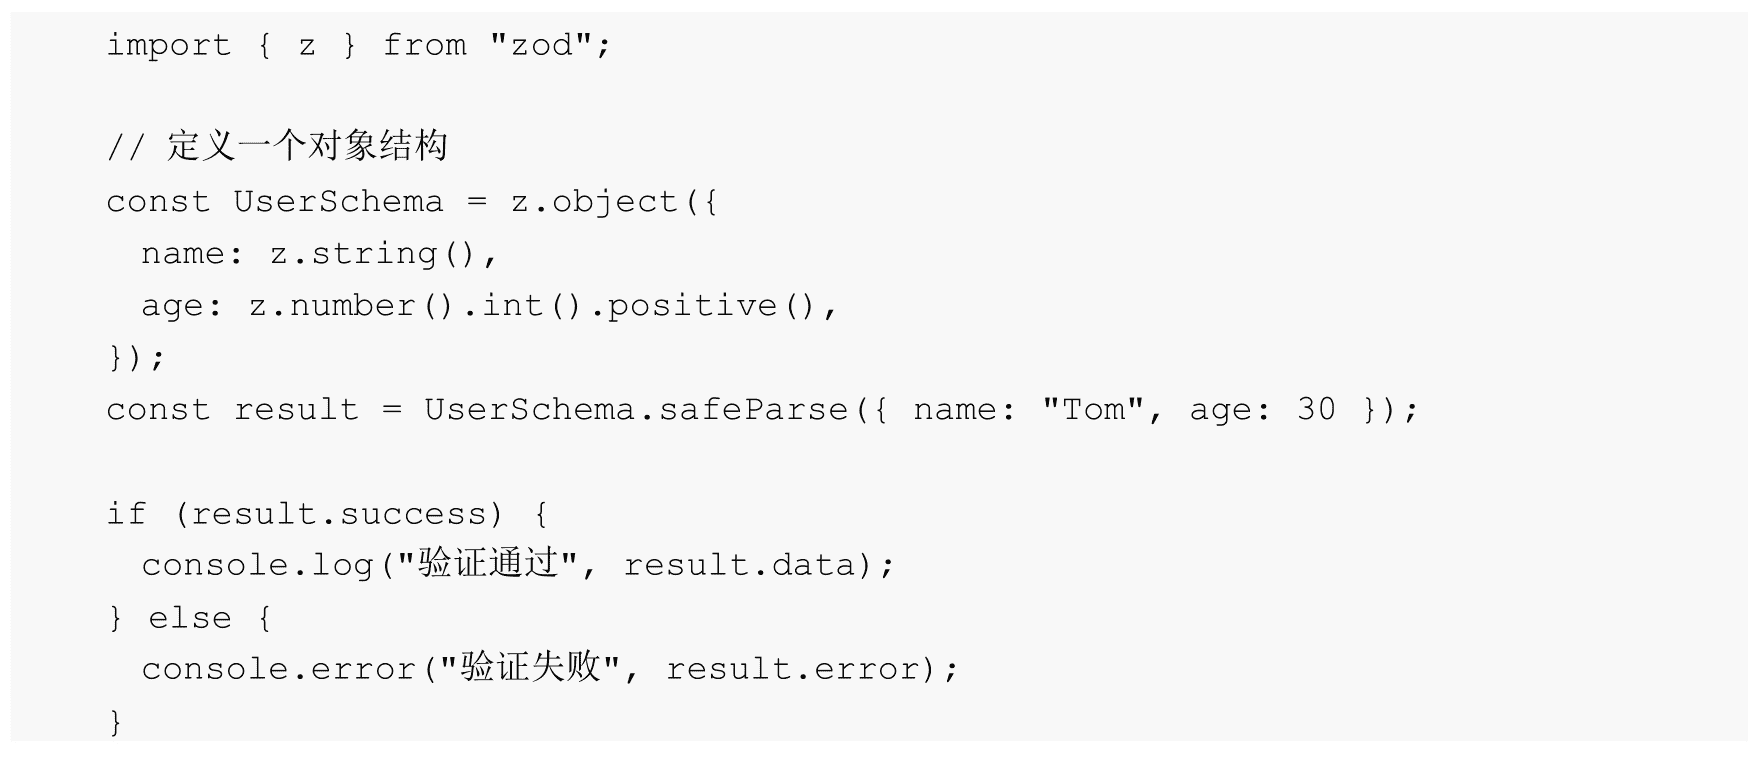 import { z } from "zod";
// 定义一个对象结构
const UserSchema = z.object({
  name: z.string(),
  age: z.number().int().positive(),
});
const result = UserSchema.safeParse({ name: "Tom", age: 30 });
if (result.success) {
  console.log("验证通过", result.data);
} else {
  console.error("验证失败", result.error);
}